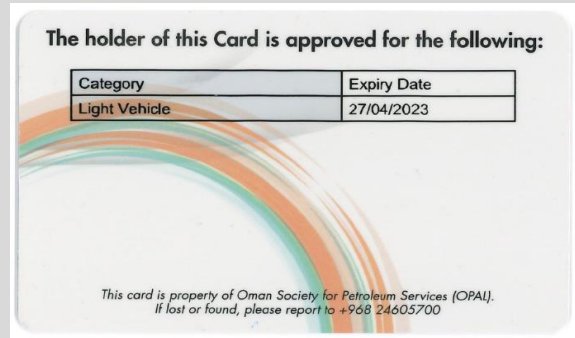 The holder of this Card is approved for the following:
Category Expiry Date
Light Vehicle 27/04/2023
This card is property of Oman Society for Petroleum Services (OPAL).
If lost or found, please report to +968 24605700